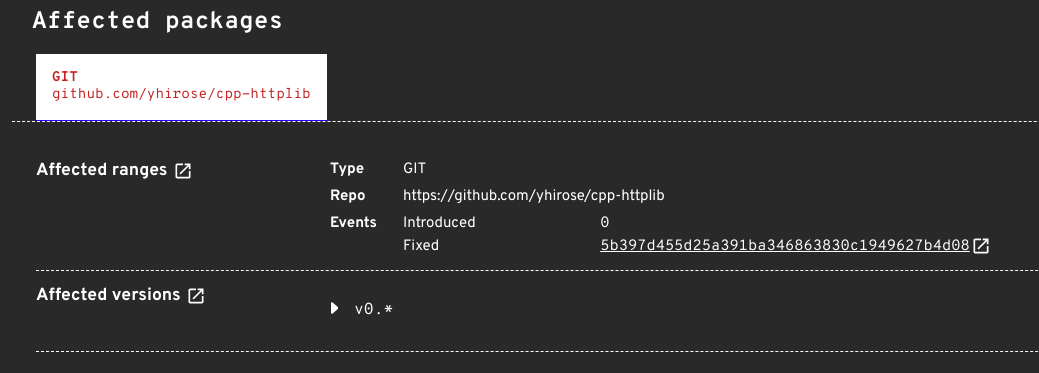 Affected packages
GIT
github.com/yhirose/cpp-httplib
Affected ranges
Type GIT
Repo https://github.com/yhirose/cpp-httplib
Events Introduced 0
Fixed 5b397d455d25a391ba346863830c1949627b4d08
Affected versions
v0.*